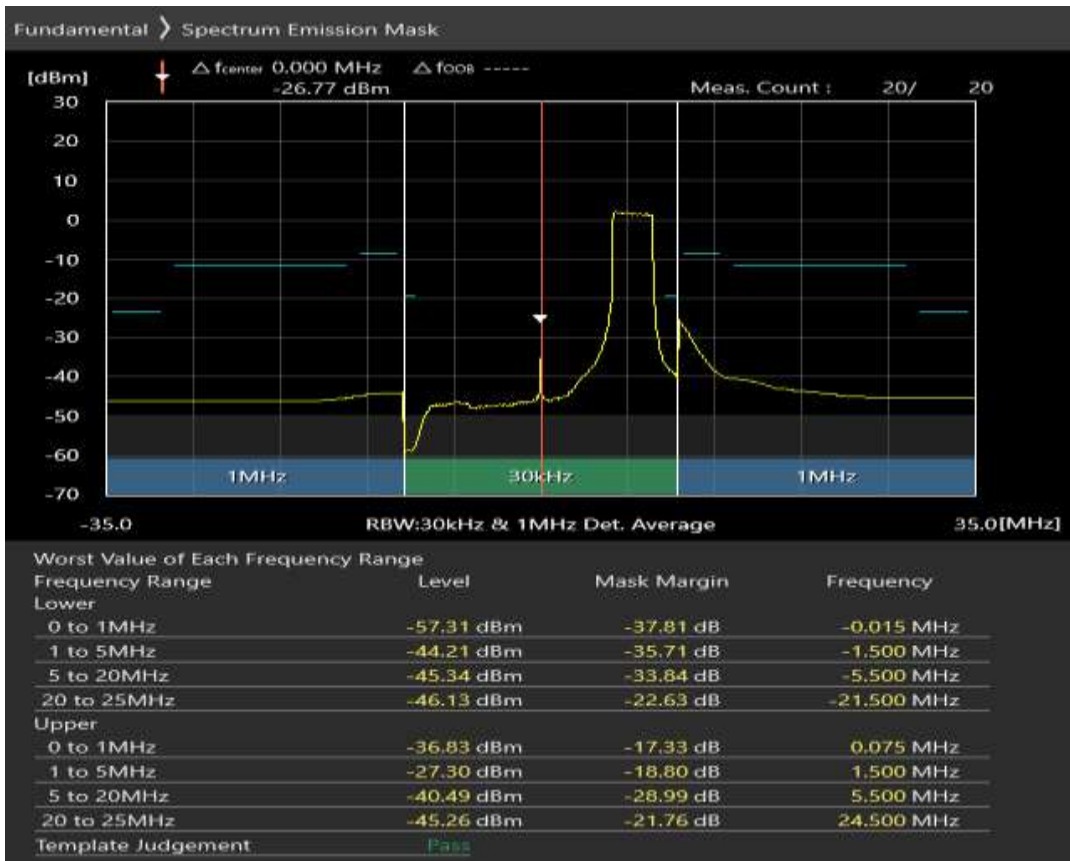 Fundamental 》 Spectrum Emission Mask
[dBm] △ fcenter 0.000 MHz △ fOOB -----
-26.77 dBm Meas. Count : 20/ 20
30
20
10
0
-10
-20
-30
-40
-50
-60
1MHz 30kHz 1MHz
-70
-35.0 RBW:30kHz & 1MHz Det. Average 35.0[MHz]
Worst Value of Each Frequency Range
Frequency Range Level Mask Margin Frequency
Lower
0 to 1MHz -57.31 dBm -37.81 dB -0.015 MHz
1 to 5MHz -44.21 dBm -35.71 dB -1.500 MHz
5 to 20MHz -45.34 dBm -33.84 dB -5.500 MHz
20 to 25MHz -46.13 dBm -22.63 dB -21.500 MHz
Upper
0 to 1MHz -36.83 dBm -17.33 dB 0.075 MHz
1 to 5MHz -27.30 dBm -18.80 dB 1.500 MHz
5 to 20MHz -40.49 dBm -28.99 dB 5.500 MHz
20 to 25MHz -45.26 dBm -21.76 dB 24.500 MHz
Template Judgement Pass